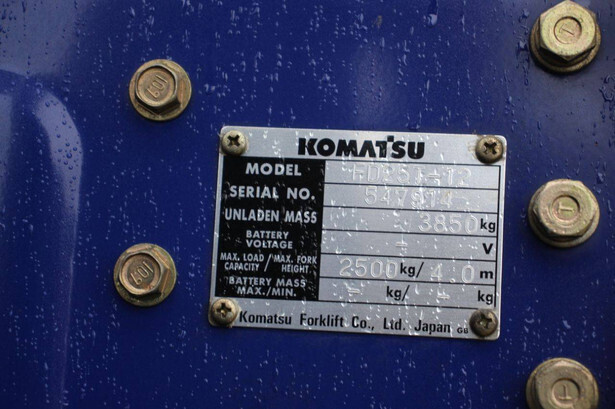 KOMATSU
MODEL
SERIAL NO.
UNLADEN MASS 3850 kg
BATTERY VOLTAGE – V
MAX. LOAD / MAX. FORK
CAPACITY / HEIGHT 2500 kg/ 4.0 m
BATTERY MASS
MAX./MIN. – kg/ – kg
Komatsu Forklift Co., Ltd. Japan